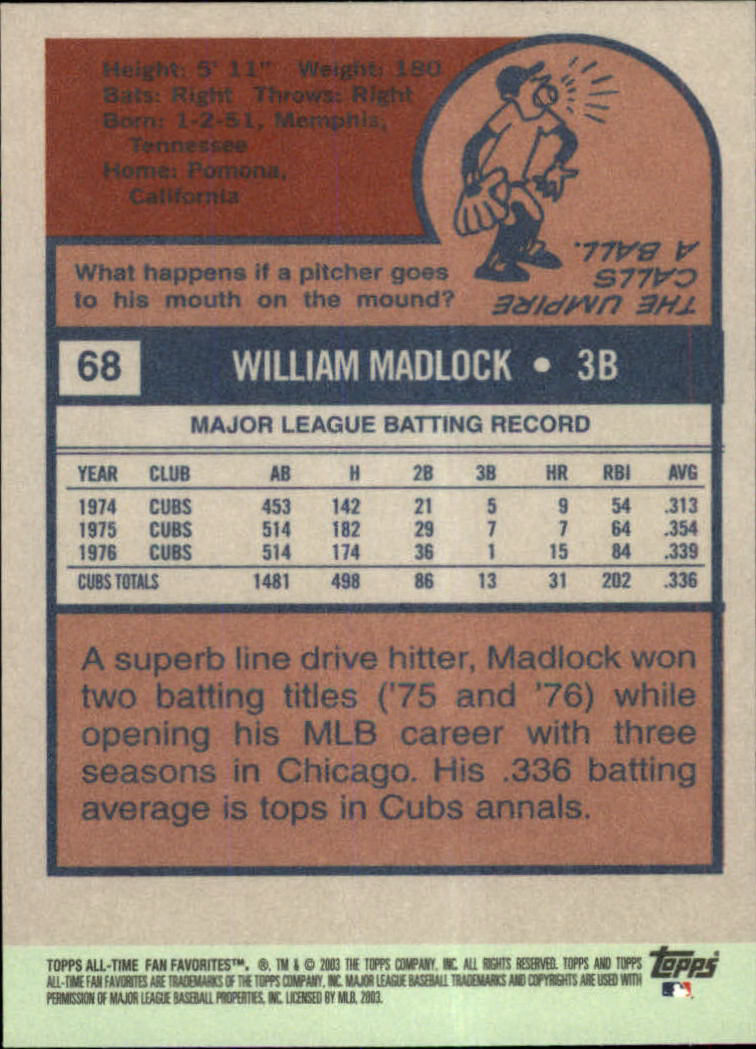 Height: 5' 11" Weight: 180
Bats: Right Throws: Right
Born: 1-2-51, Memphis,
Tennessee
Home: Pomona,
California
What happens if a pitcher goes
to his mouth on the mound?
THE UMPIRE
CALLS
A BALL.
68 WILLIAM MADLOCK • 3B
MAJOR LEAGUE BATTING RECORD
YEAR CLUB AB H 2B 3B HR RBI AVG
1974 CUBS 453 142 21 5 9 54 .313
1975 CUBS 514 182 29 7 7 64 .354
1976 CUBS 514 174 36 1 15 84 .339
CUBS TOTALS 1481 498 86 13 31 202 .336
A superb line drive hitter, Madlock won
two batting titles ('75 and '76) while
opening his MLB career with three
seasons in Chicago. His .336 batting
average is tops in Cubs annals.
TOPPS ALL-TIME FAN FAVORITES™. ®, TM & © 2003 THE TOPPS COMPANY, INC. ALL RIGHTS RESERVED. TOPPS AND TOPPS
ALL-TIME FAN FAVORITES ARE TRADEMARKS OF THE TOPPS COMPANY, INC. MAJOR LEAGUE BASEBALL TRADEMARKS AND COPYRIGHTS ARE USED WITH
PERMISSION OF MAJOR LEAGUE BASEBALL PROPERTIES, INC. LICENSED BY MLB, 2003.
Topps®